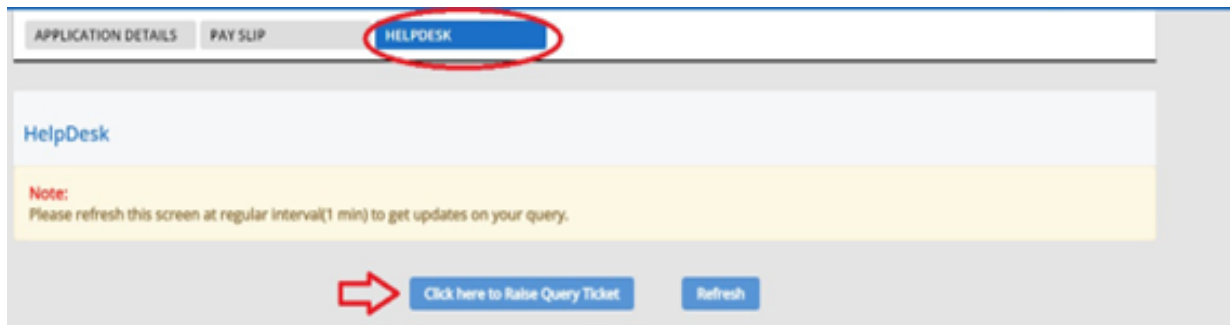 APPLICATION DETAILS PAY SLIP HELPDESK
HelpDesk
Note:
Please refresh this screen at regular interval(1 min) to get updates on your query.
Click here to Raise Query Ticket Refresh